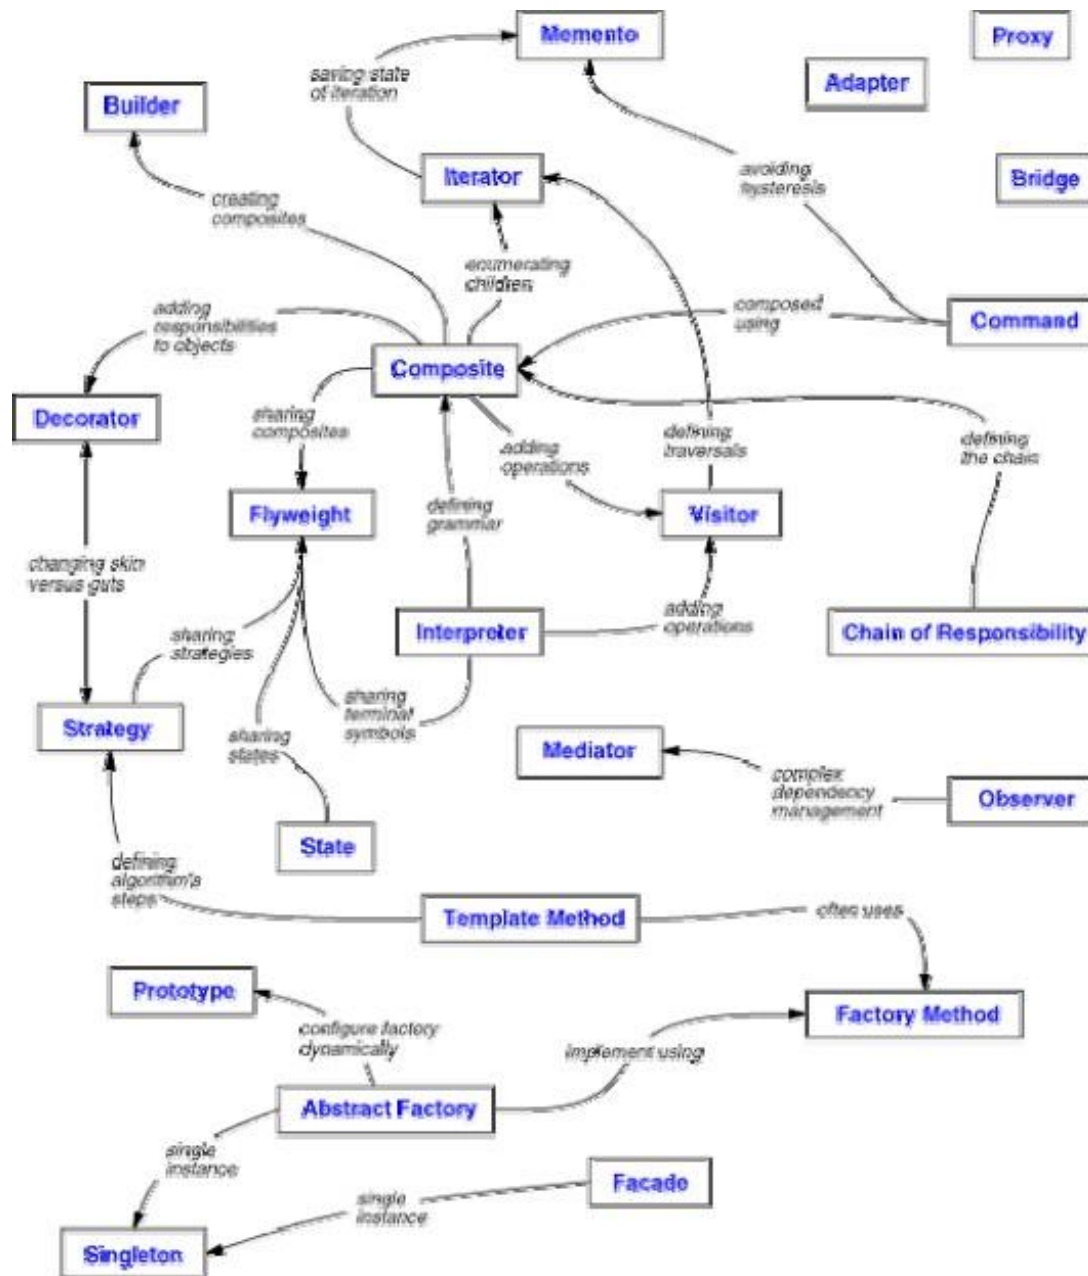 Memento
Proxy
saving state
of iteration
Adapter
Builder
avoiding
hysteresis
Iterator
Bridge
creating
composites
enumerating
children
adding
responsibilities
to objects
composed
using
Command
Composite
Decorator
sharing
composites
adding
operations
defining
traversals
defining
the chain
Flyweight
defining
grammar
Visitor
changing skin
versus guts
sharing
strategies
Interpreter
adding
operations
Chain of Responsibility
sharing
terminal
symbols
Strategy
sharing
states
Mediator
complex
dependency
management
Observer
State
defining
algorithm's
steps
Template Method
often uses
Prototype
Factory Method
configure factory
dynamically
implement using
Abstract Factory
single
instance
Facade
single
instance
Singleton